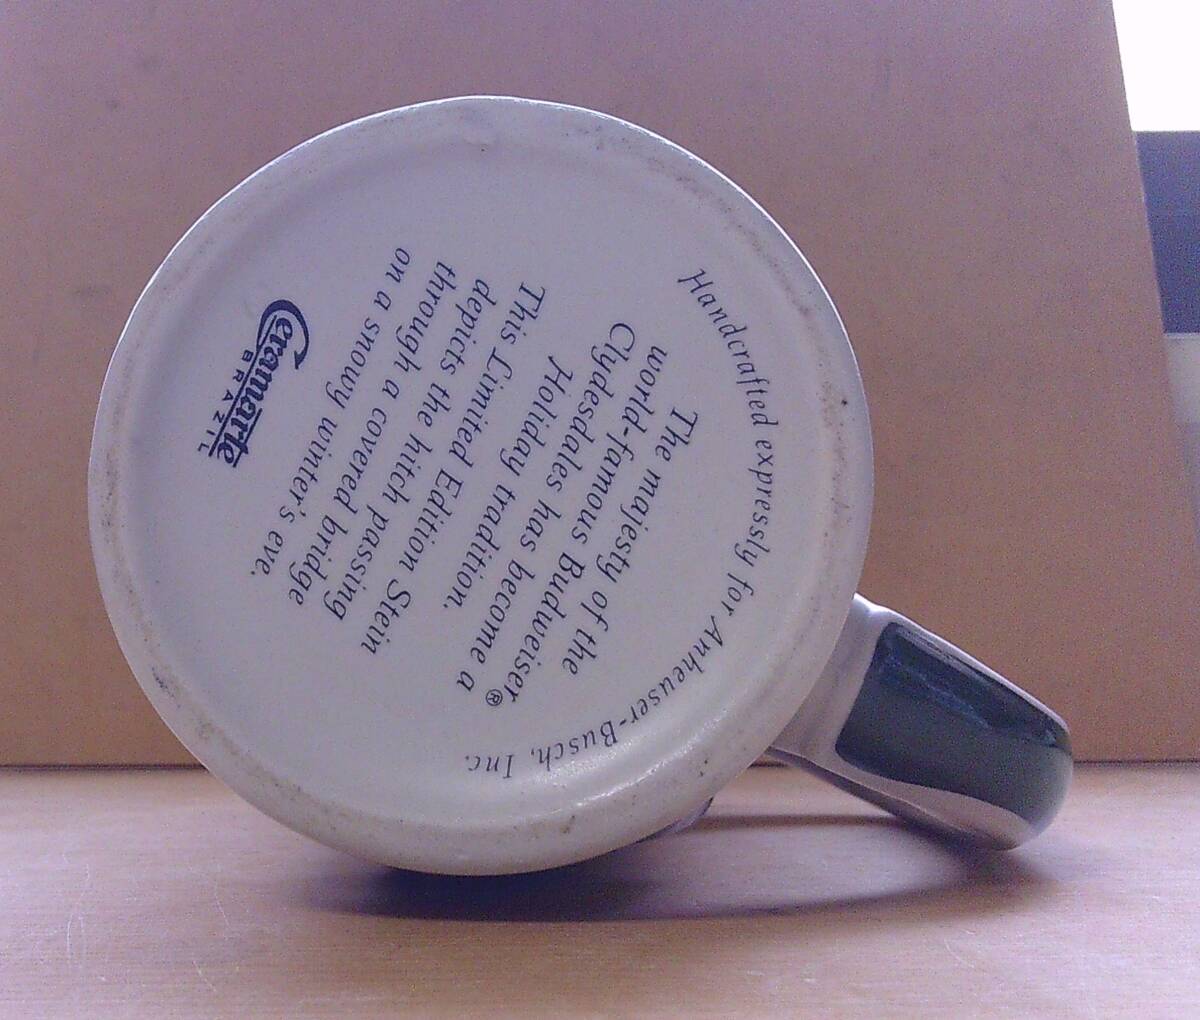 Handcrafted expressly for Anheuser-Busch, Inc.
The majesty of the
world-famous Budweiser®
Clydesdales has become a
Holiday tradition.
This Limited Edition Stein
depicts the hitch passing
through a covered bridge
on a snowy winter's eve.
Ceramarte
BRAZIL